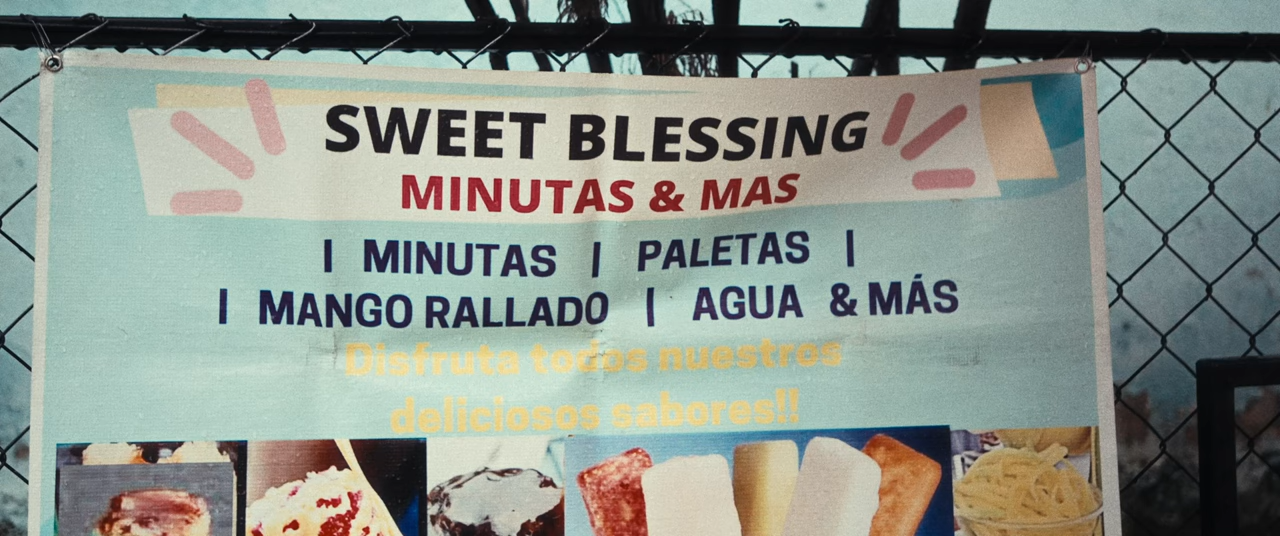 SWEET BLESSING
MINUTAS & MAS
| MINUTAS | PALETAS |
| MANGO RALLADO | AGUA & MÁS
Disfruta todos nuestros
deliciosos sabores!!